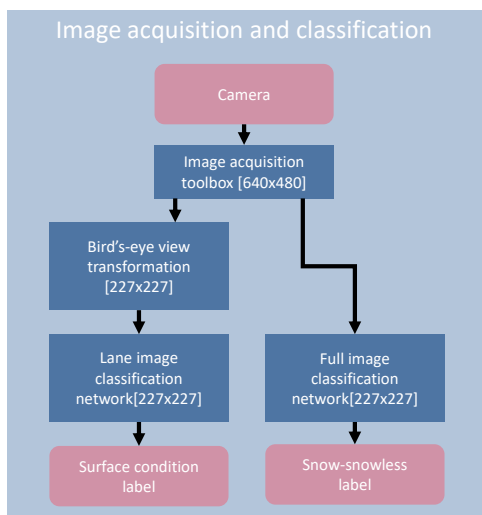 Image acquisition and classification
Camera
Image acquisition
toolbox [640x480]
Bird's-eye view
transformation
[227x227]
Lane image
classification
network[227x227]
Full image
classification
network[227x227]
Surface condition
label
Snow-snowless
label